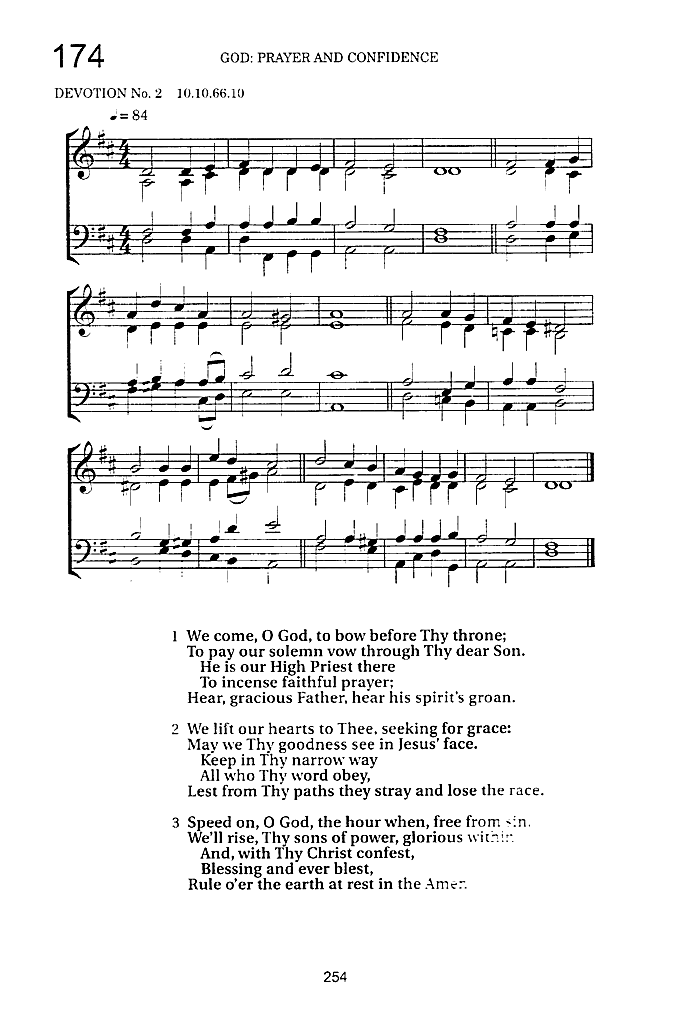 174
GOD: PRAYER AND CONFIDENCE
DEVOTION No. 2 10.10.66.10
♩ = 84
1 We come, O God, to bow before Thy throne;
To pay our solemn vow through Thy dear Son.
He is our High Priest there
To incense faithful prayer;
Hear, gracious Father, hear his spirit's groan.
2 We lift our hearts to Thee, seeking for grace:
May we Thy goodness see in Jesus' face.
Keep in Thy narrow way
All who Thy word obey,
Lest from Thy paths they stray and lose the race.
3 Speed on, O God, the hour when, free from sin,
We'll rise, Thy sons of power, glorious within
And, with Thy Christ confest,
Blessing and ever blest,
Rule o'er the earth at rest in the Amen.
254